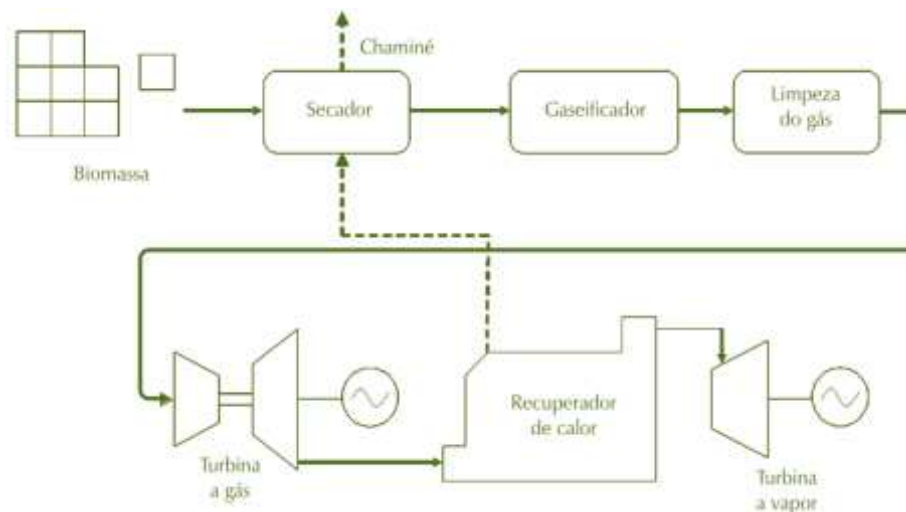 Chaminé
Secador
Gaseificador
Limpeza
do gás
Biomassa
Recuperador
de calor
Turbina
a gás
Turbina
a vapor